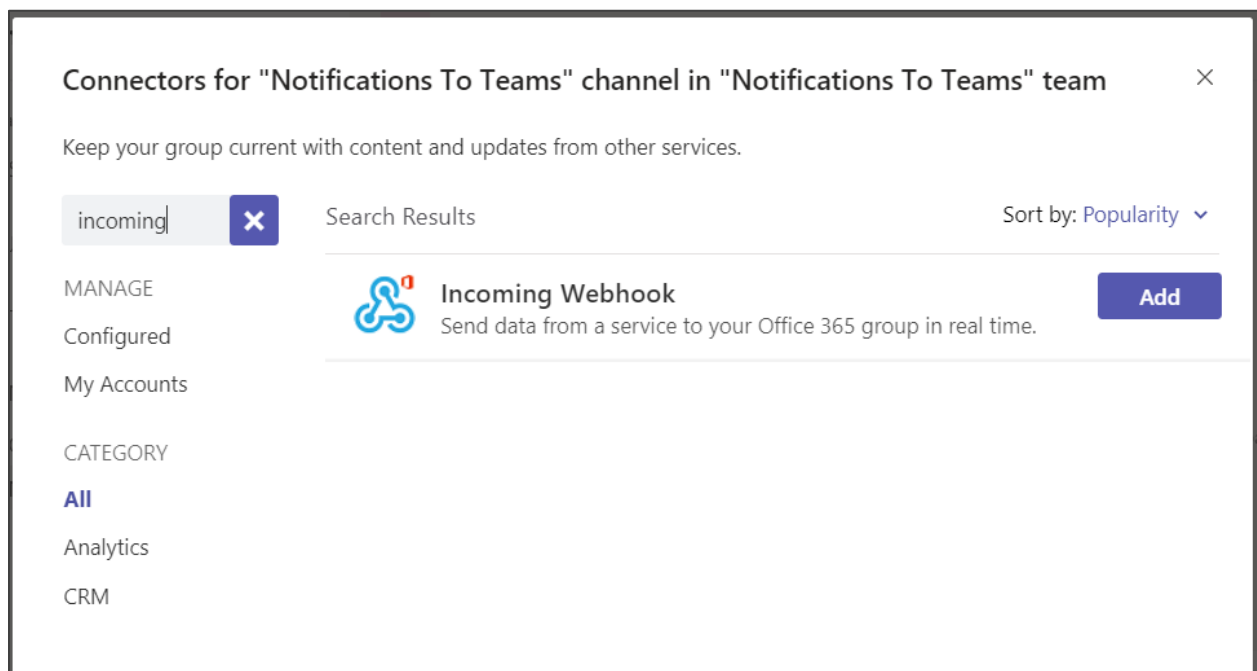 Connectors for "Notifications To Teams" channel in "Notifications To Teams" team
Keep your group current with content and updates from other services.
incoming
Search Results
Sort by: Popularity
MANAGE
Incoming Webhook
Add
Send data from a service to your Office 365 group in real time.
Configured
My Accounts
CATEGORY
All
Analytics
CRM